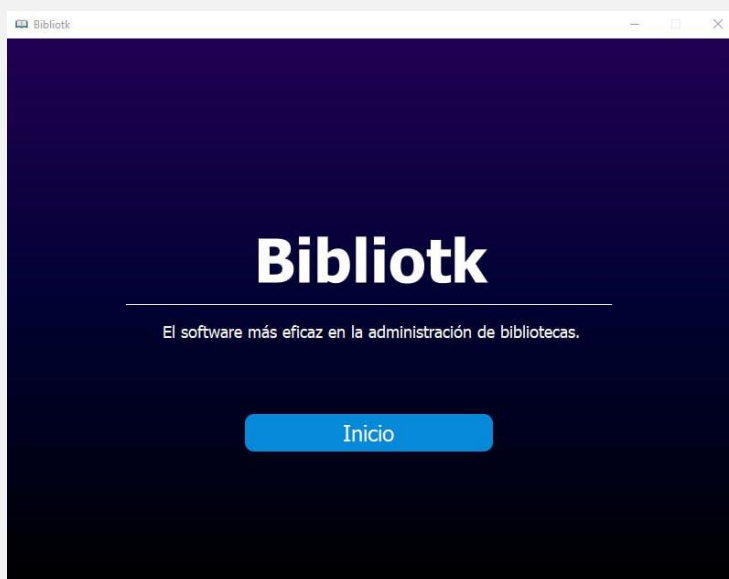 Bibliotk
Bibliotk
El software más eficaz en la administración de bibliotecas.
Inicio